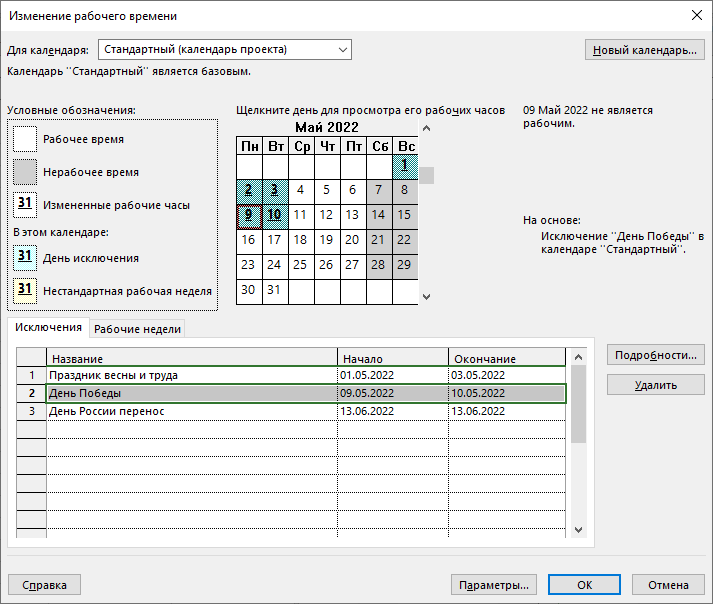 Изменение рабочего времени
Для календаря: Стандартный (календарь проекта) Новый календарь...
Календарь ''Стандартный'' является базовым.
Условные обозначения:
Рабочее время
Нерабочее время
31 Измененные рабочие часы
В этом календаре:
31 День исключения
31 Нестандартная рабочая неделя
Щелкните день для просмотра его рабочих часов
Май 2022
Пн Вт Ср Чт Пт Сб Вс
1
2 3 4 5 6 7 8
9 10 11 12 13 14 15
16 17 18 19 20 21 22
23 24 25 26 27 28 29
30 31
09 Май 2022 не является
рабочим.
На основе:
Исключение ''День Победы'' в
календаре ''Стандартный''.
Исключения Рабочие недели
Название Начало Окончание
1 Праздник весны и труда 01.05.2022 03.05.2022
2 День Победы 09.05.2022 10.05.2022
3 День России перенос 13.06.2022 13.06.2022
Подробности...
Удалить
Справка Параметры... ОК Отмена